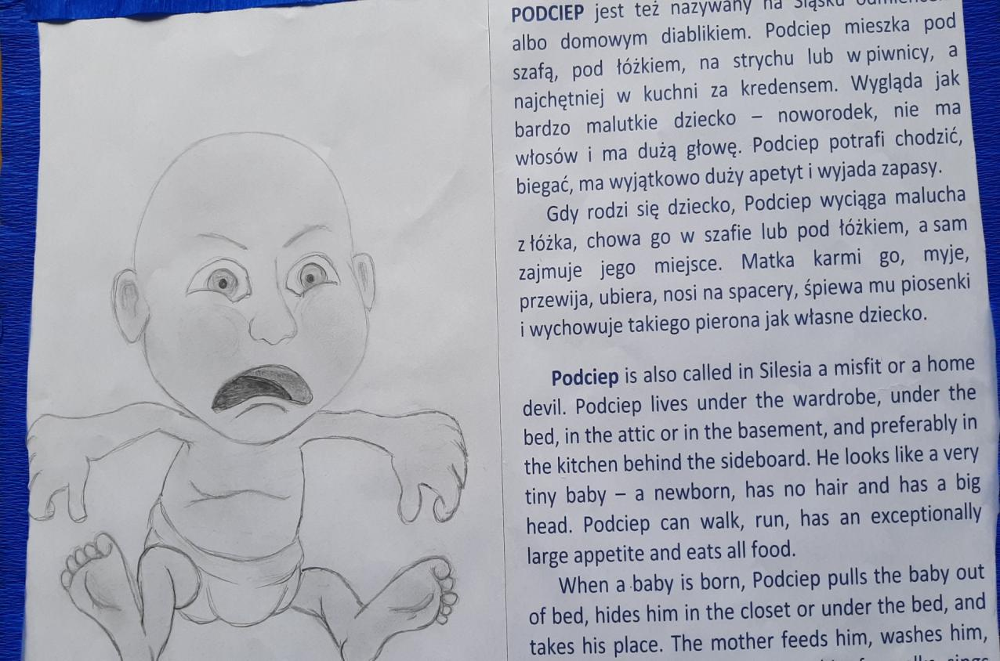 PODCIEP jest też nazywany na Śląsku odmieńcem
albo domowym diablikiem. Podciep mieszka pod
szafą, pod łóżkiem, na strychu lub w piwnicy, a
najchętniej w kuchni za kredensem. Wygląda jak
bardzo malutkie dziecko – noworodek, nie ma
włosów i ma dużą głowę. Podciep potrafi chodzić,
biegać, ma wyjątkowo duży apetyt i wyjada zapasy.
Gdy rodzi się dziecko, Podciep wyciąga malucha
z łóżka, chowa go w szafie lub pod łóżkiem, a sam
zajmuje jego miejsce. Matka karmi go, myje,
przewija, ubiera, nosi na spacery, śpiewa mu piosenki
i wychowuje takiego pierona jak własne dziecko.
Podciep is also called in Silesia a misfit or a home
devil. Podciep lives under the wardrobe, under the
bed, in the attic or in the basement, and preferably in
the kitchen behind the sideboard. He looks like a very
tiny baby – a newborn, has no hair and has a big
head. Podciep can walk, run, has an exceptionally
large appetite and eats all food.
When a baby is born, Podciep pulls the baby out
of bed, hides him in the closet or under the bed, and
takes his place. The mother feeds him, washes him,